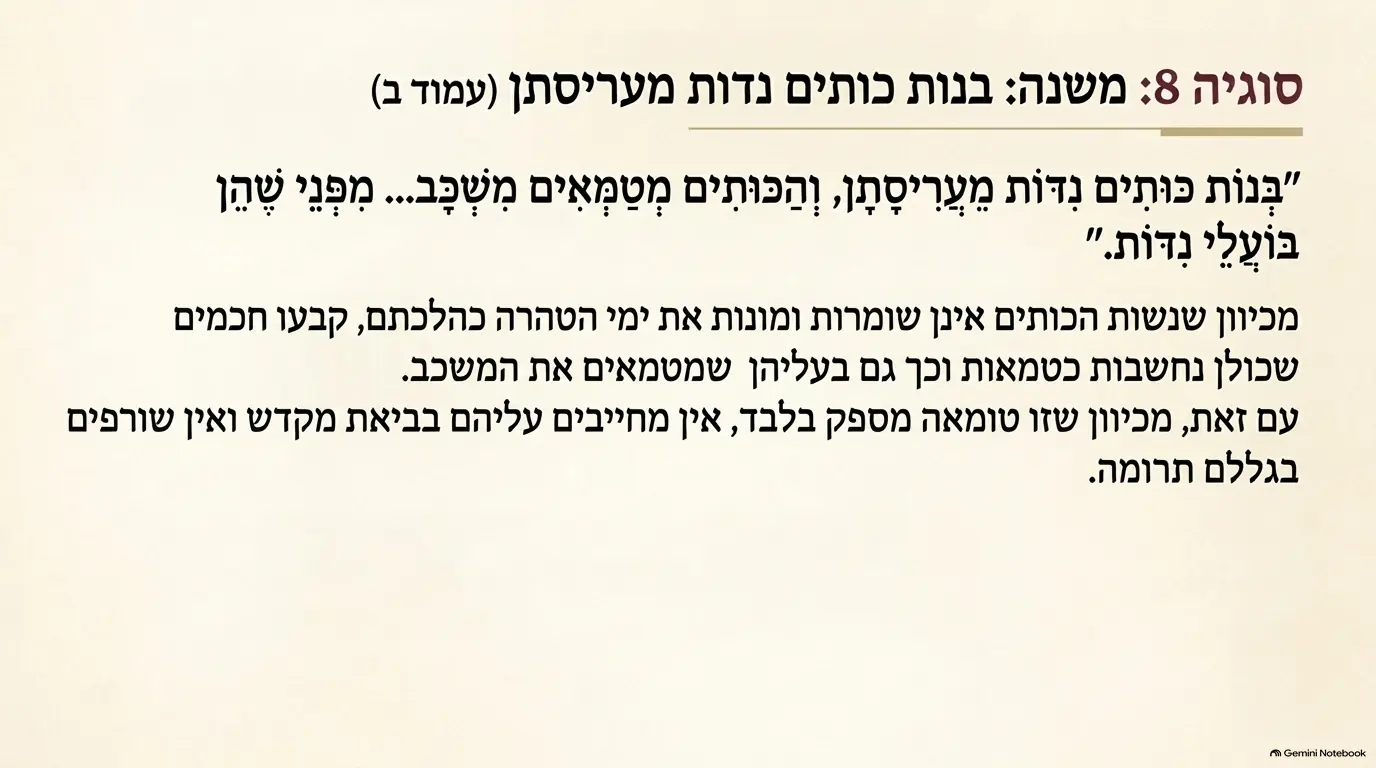 סוגיה 8: משנה: בנות כותים נדות מעריסתן (עמוד ב)
"בְּנוֹת כּוּתִים נִדּוֹת מֵעֲרִיסָתָן, וְהַכּוּתִים מְטַמְּאִים מִשְׁכָּב... מִפְּנֵי שֶׁהֵן
בּוֹעֲלֵי נִדּוֹת."
מכיוון שנשות הכותים אינן שומרות ומונות את ימי הטהרה כהלכתם, קבעו חכמים
שכולן נחשבות כטמאות וכך גם בעליהן שמטמאים את המשכב.
עם זאת, מכיוון שזו טומאה מספק בלבד, אין מחייבים עליהם בביאת מקדש ואין שורפים
בגללם תרומה.
Gemini Notebook